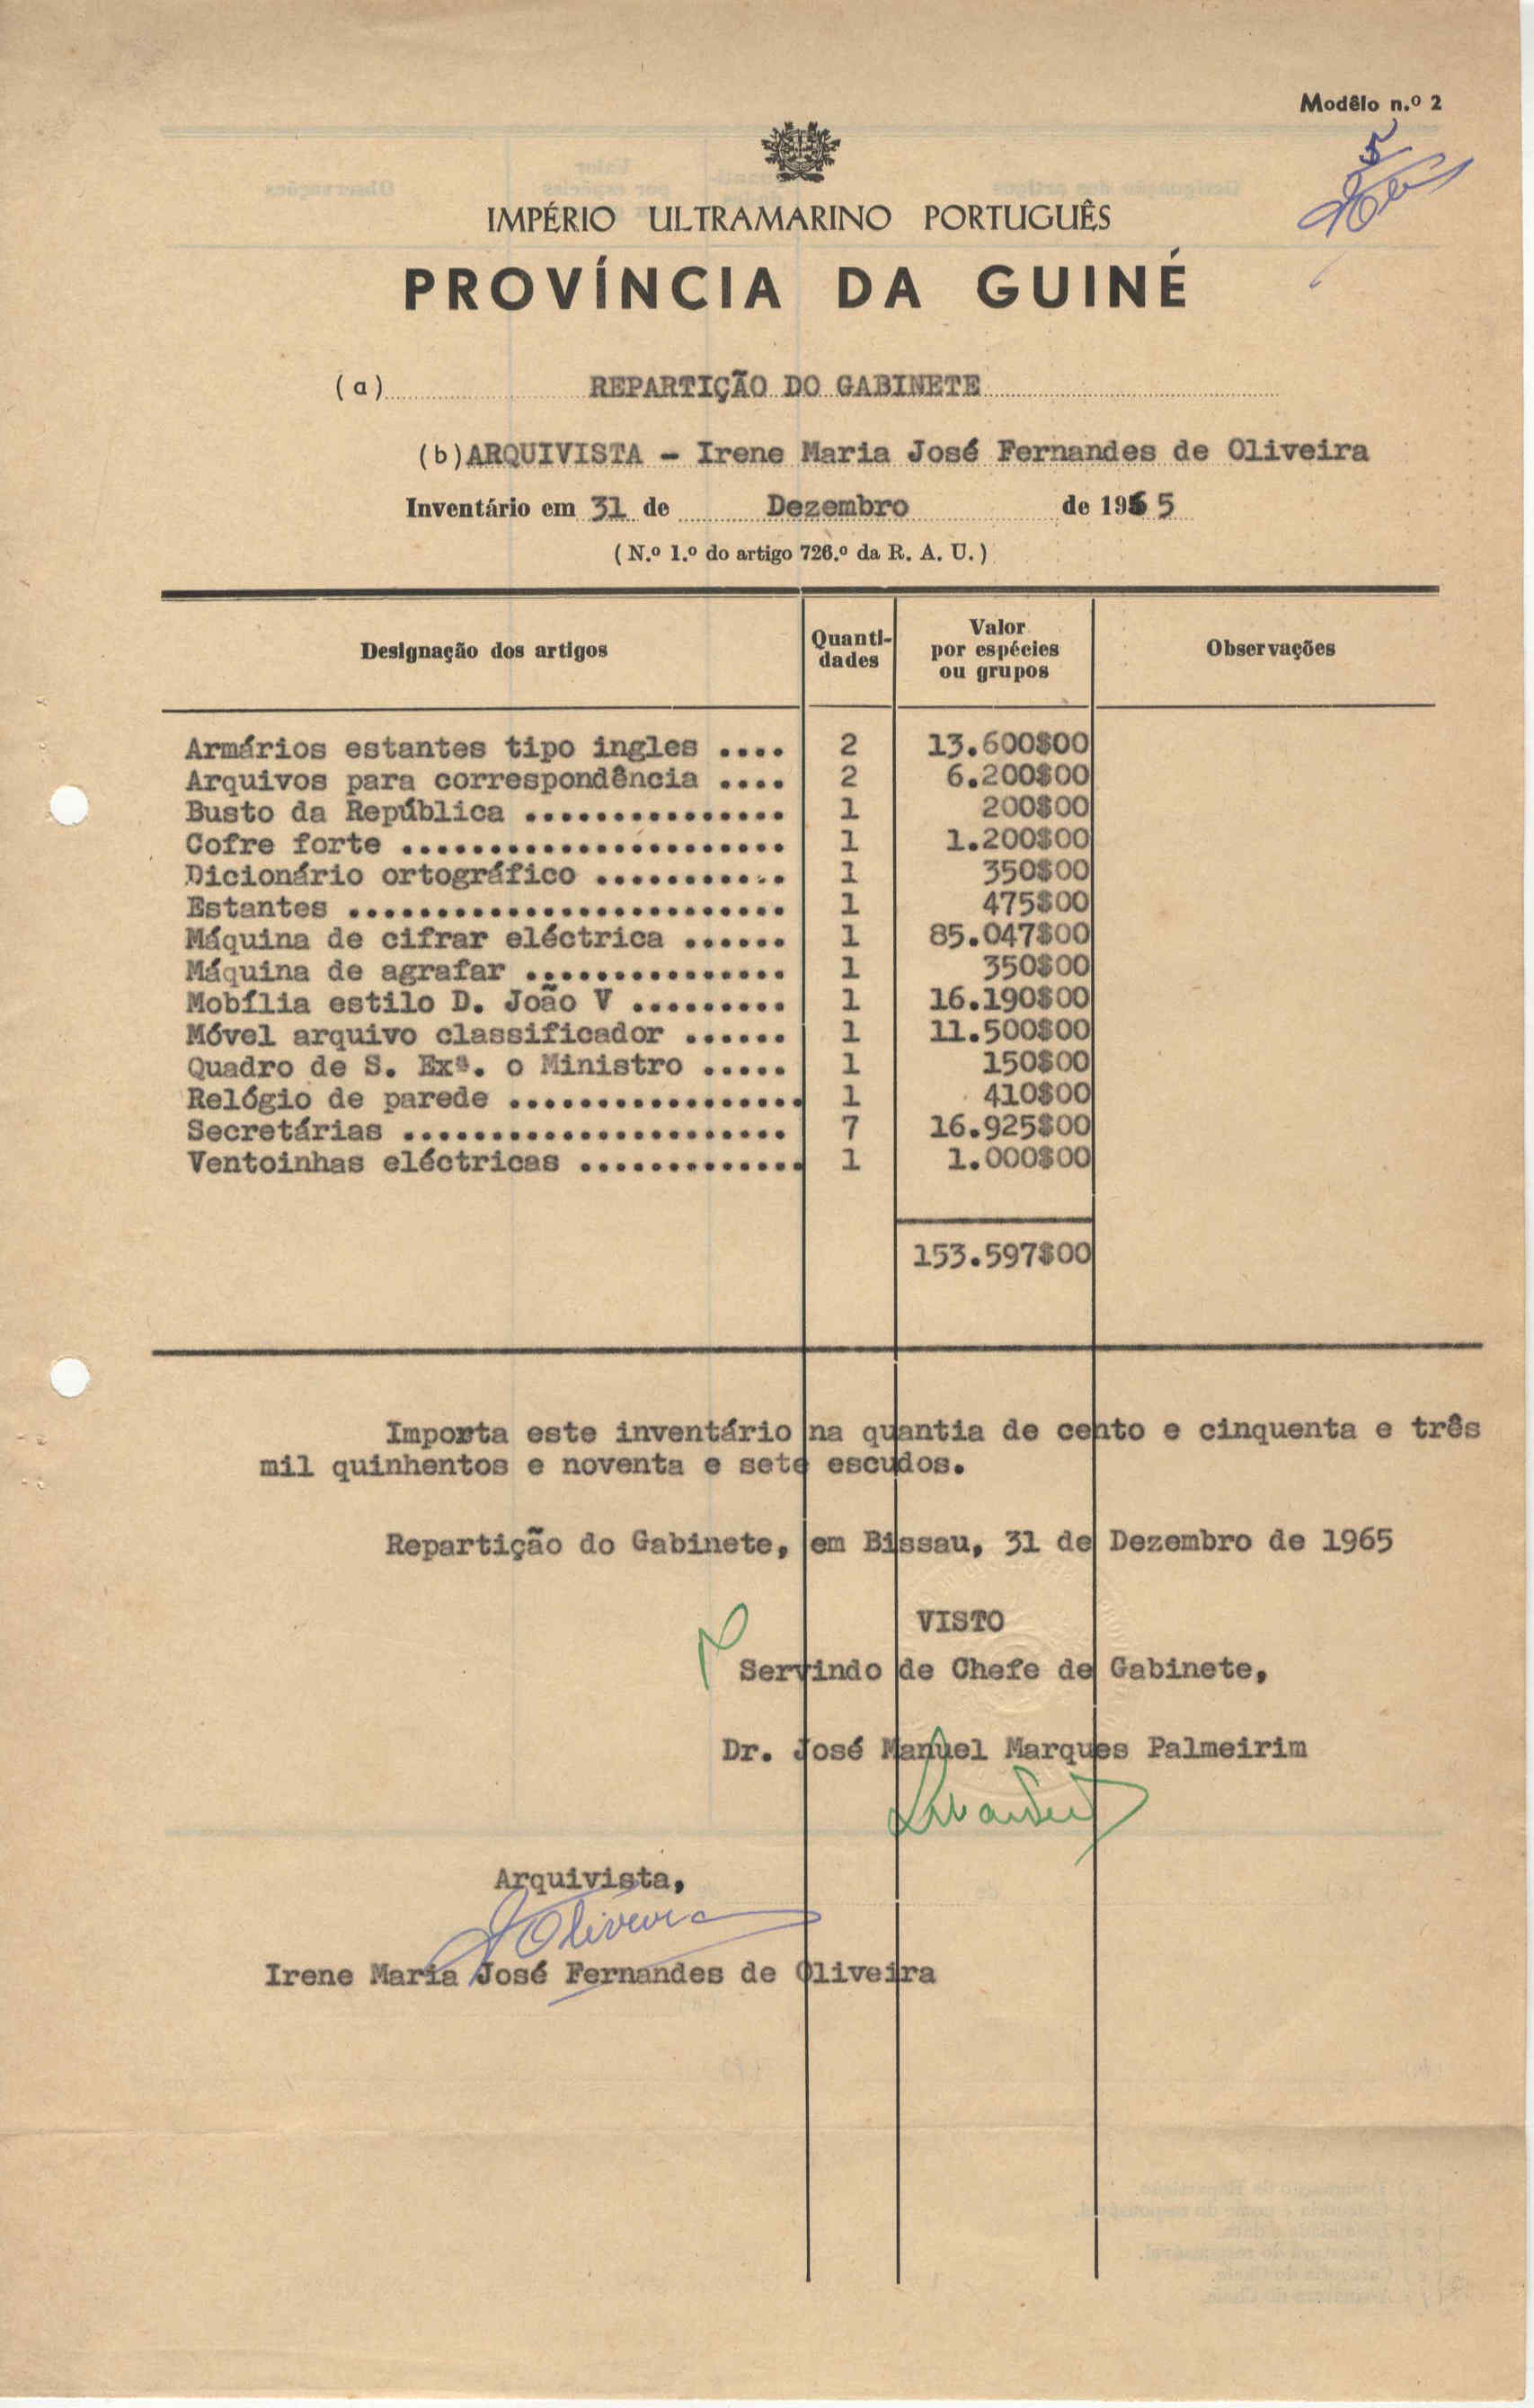 Modêlo n.º 2
5
IMPÉRIO ULTRAMARINO PORTUGUÊS
PROVÍNCIA DA GUINÉ
(a) REPARTIÇÃO DO GABINETE
(b) ARQUIVISTA - Irene Maria José Fernandes de Oliveira
Inventário em 31 de Dezembro de 1965
(N.º 1.º do artigo 726.º da R. A. U.)
Designação dos artigos Quanti-dades Valor por espécies ou grupos Observações
Armários estantes tipo ingles .... 2 13.600$00
Arquivos para correspondência .... 2 6.200$00
Busto da República ............... 1 200$00
Cofre forte ...................... 1 1.200$00
Dicionário ortográfico ........... 1 350$00
Estantes ......................... 1 475$00
Máquina de cifrar eléctrica ...... 1 85.047$00
Máquina de agrafar ............... 1 350$00
Mobília estilo D. João V ......... 1 16.190$00
Móvel arquivo classificador ...... 1 11.500$00
Quadro de S. Exª. o Ministro ..... 1 150$00
Relógio de parede ................. 1 410$00
Secretárias ...................... 7 16.925$00
Ventoinhas eléctricas ............. 1 1.000$00
153.597$00
Importa este inventário na quantia de cento e cinquenta e três
mil quinhentos e noventa e sete escudos.
Repartição do Gabinete, em Bissau, 31 de Dezembro de 1965
VISTO
Servindo de Chefe de Gabinete,
Dr. José Manuel Marques Palmeirim
Arquivista,
Oliveira
Irene Maria José Fernandes de Oliveira